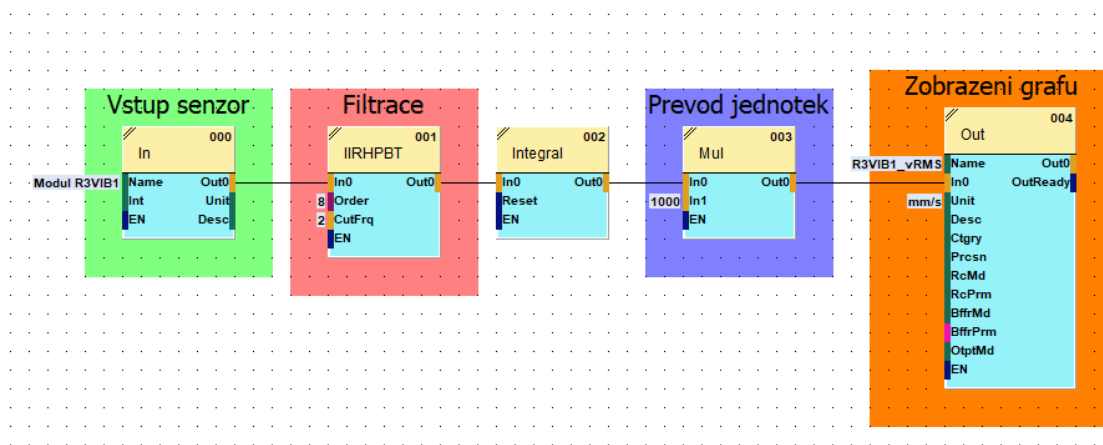 Vstup senzor
000
In
Modul R3VIB1
Name Out0
Int Unit
EN Desc
Filtrace
001
IIRHPBT
In0 Out0
8 Order
2 CutFrq
EN
002
Integral
In0 Out0
Reset
EN
Prevod jednotek
003
Mul
In0 Out0
1000 In1
EN
Zobrazeni grafu
004
Out
R3VIB1_vRMS Name Out0
In0 OutReady
mm/s Unit
Desc
Ctgry
Prcsn
RcMd
RcPrm
BffrMd
BffrPrm
OtptMd
EN